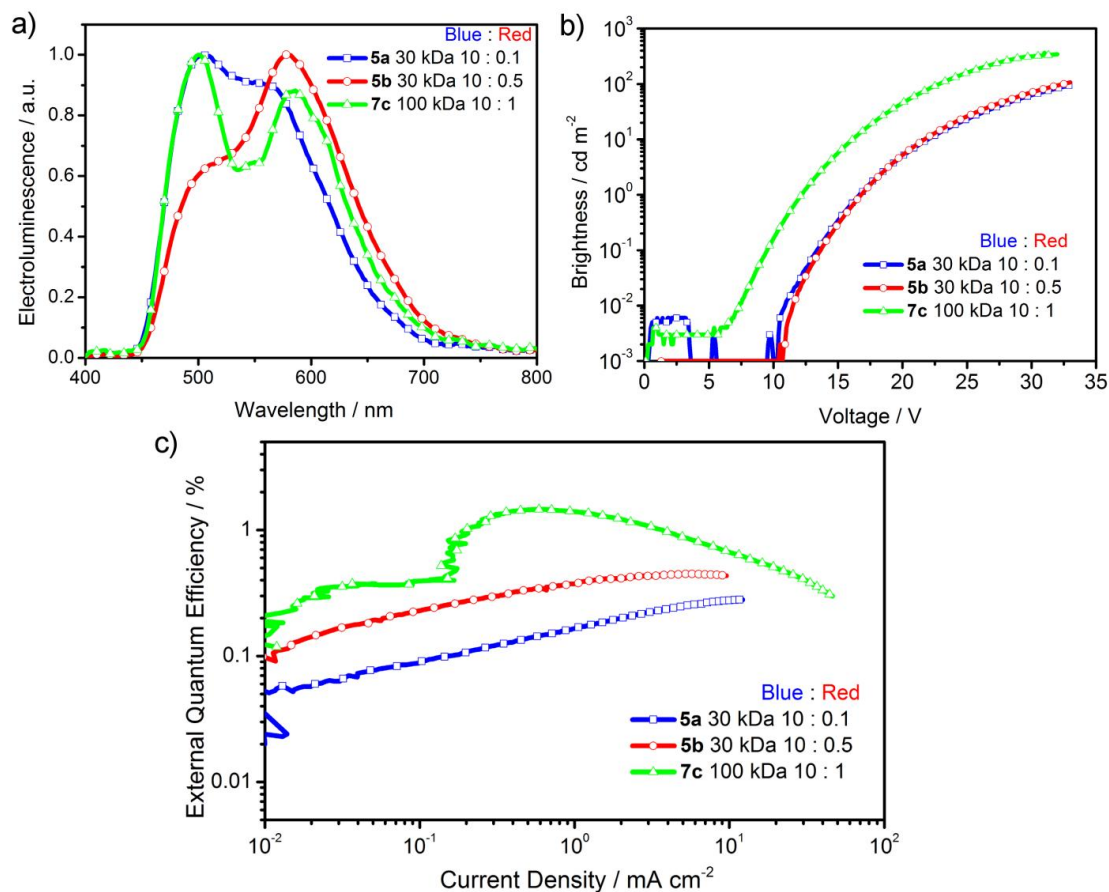 a)
Electroluminescence / a.u.
1.0
0.8
0.6
0.4
0.2
0.0
Blue : Red
5a 30 kDa 10 : 0.1
5b 30 kDa 10 : 0.5
7c 100 kDa 10 : 1
400 500 600 700 800
Wavelength / nm
b)
Brightness / cd m⁻²
10³
10²
10¹
10⁰
10⁻¹
10⁻²
10⁻³
Blue : Red
5a 30 kDa 10 : 0.1
5b 30 kDa 10 : 0.5
7c 100 kDa 10 : 1
0 5 10 15 20 25 30 35
Voltage / V
c)
External Quantum Efficiency / %
1
0.1
0.01
Blue : Red
5a 30 kDa 10 : 0.1
5b 30 kDa 10 : 0.5
7c 100 kDa 10 : 1
10⁻² 10⁻¹ 10⁰ 10¹ 10²
Current Density / mA cm⁻²